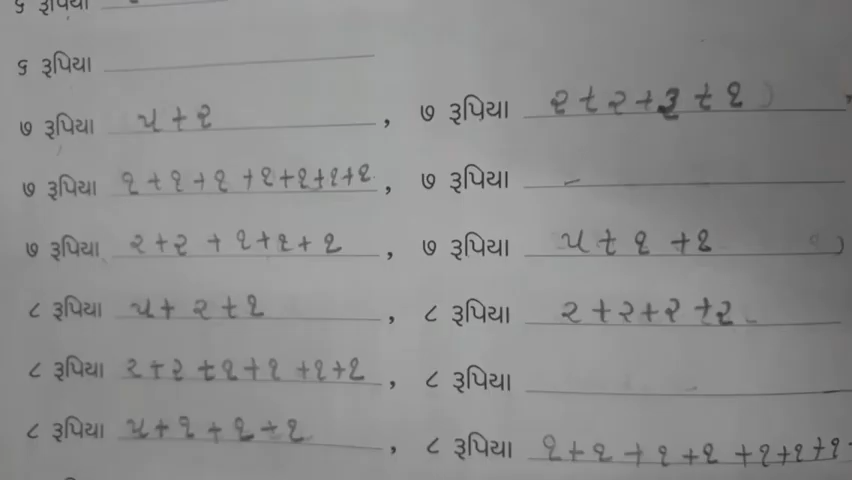 ૬ રૂપિયા
૬ રૂપિયા
૭ રૂપિયા ૫+૨ , ૭ રૂપિયા ૨+૨+૨+૧ ,
૭ રૂપિયા ૧+૧+૧+૧+૧+૧+૧ , ૭ રૂપિયા –
૭ રૂપિયા ૨+૨+૧+૧+૧ , ૭ રૂપિયા ૫+૧+૧
૮ રૂપિયા ૫+૨+૧ , ૮ રૂપિયા ૨+૨+૨+૨
૮ રૂપિયા ૨+૨+૧+૧+૧+૧ , ૮ રૂપિયા
૮ રૂપિયા ૫+૧+૧+૧ , ૮ રૂપિયા ૧+૧+૧+૧+૧+૧+૧